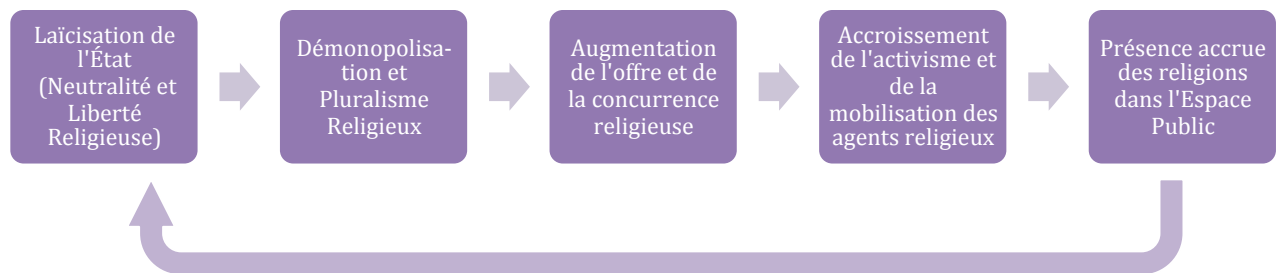 Laïcisation de
l'État
(Neutralité et
Liberté
Religieuse)
Démonopolisa-
tion et
Pluralisme
Religieux
Augmentation
de l'offre et de
la concurrence
religieuse
Accroissement
de l'activisme et
de la
mobilisation des
agents religieux
Présence accrue
des religions
dans l'Espace
Public